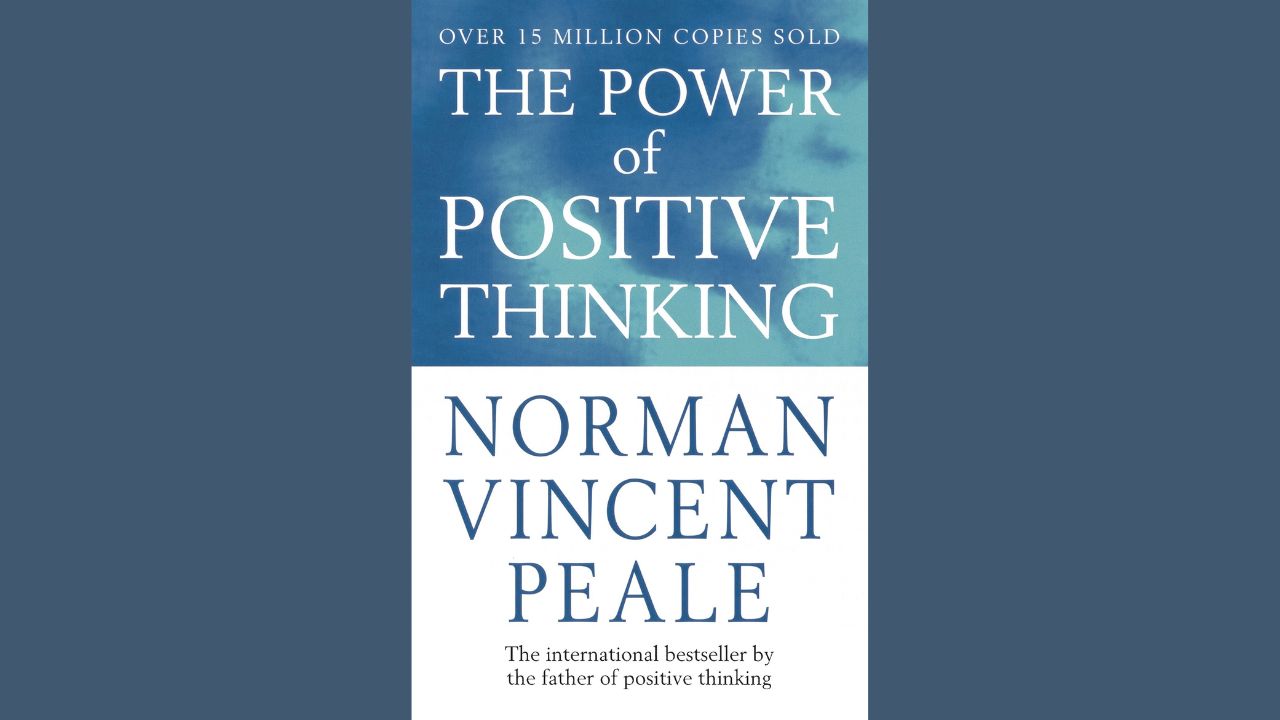 OVER 15 MILLION COPIES SOLD
THE POWER
of
POSITIVE
THINKING
NORMAN
VINCENT
PEALE
The international bestseller by
the father of positive thinking